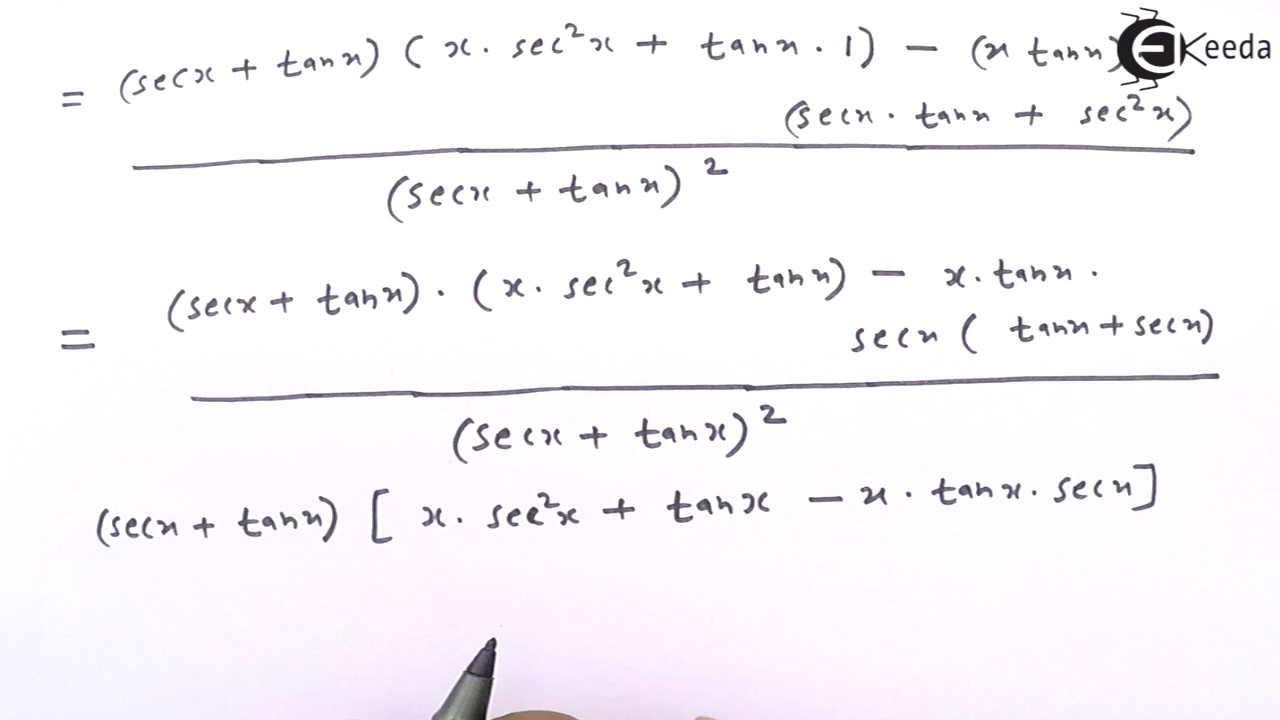 = (secx + tanx) (x. sec²x + tanx . 1) - (x tanx)
(secx . tanx + sec²x)
(secx + tanx)²
= (secx + tanx) . (x. sec²x + tanx) - x. tanx .
secx ( tanx + secx)
(secx + tanx)²
(secx + tanx) [ x. sec²x + tanx - x . tanx. secx]
eKeeda